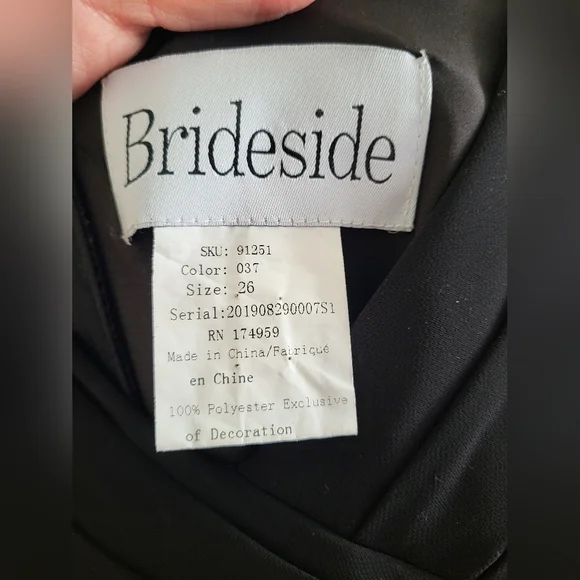 Brideside
SKU: 91251
Color: 037
Size: 26
Serial:201908290007S1
RN 174959
Made in China/Fabriqué
en Chine
100% Polyester Exclusive
of Decoration